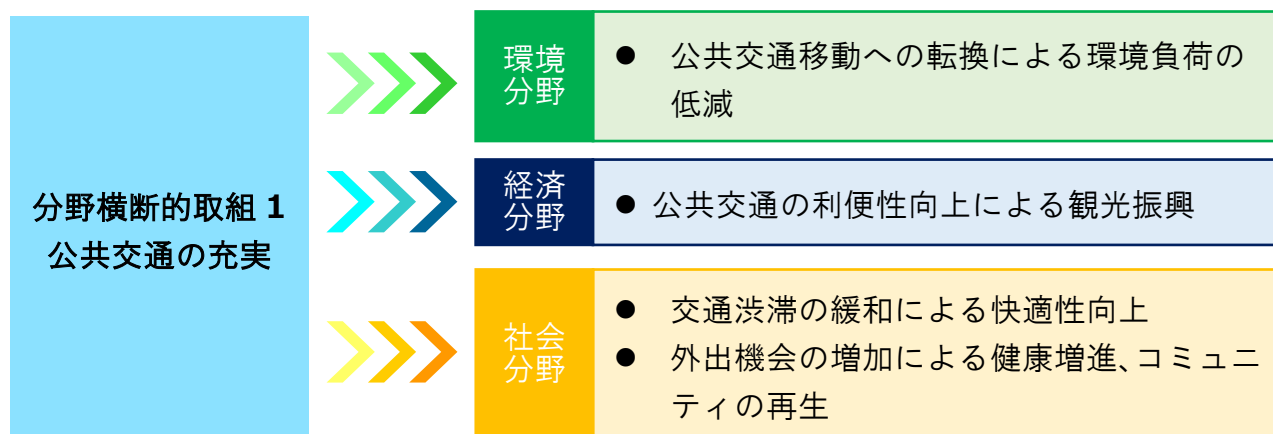 分野横断的取組 1
公共交通の充実
環境
分野
● 公共交通移動への転換による環境負荷の
低減
経済
分野
● 公共交通の利便性向上による観光振興
社会
分野
● 交通渋滞の緩和による快適性向上
● 外出機会の増加による健康増進、コミュニ
ティの再生